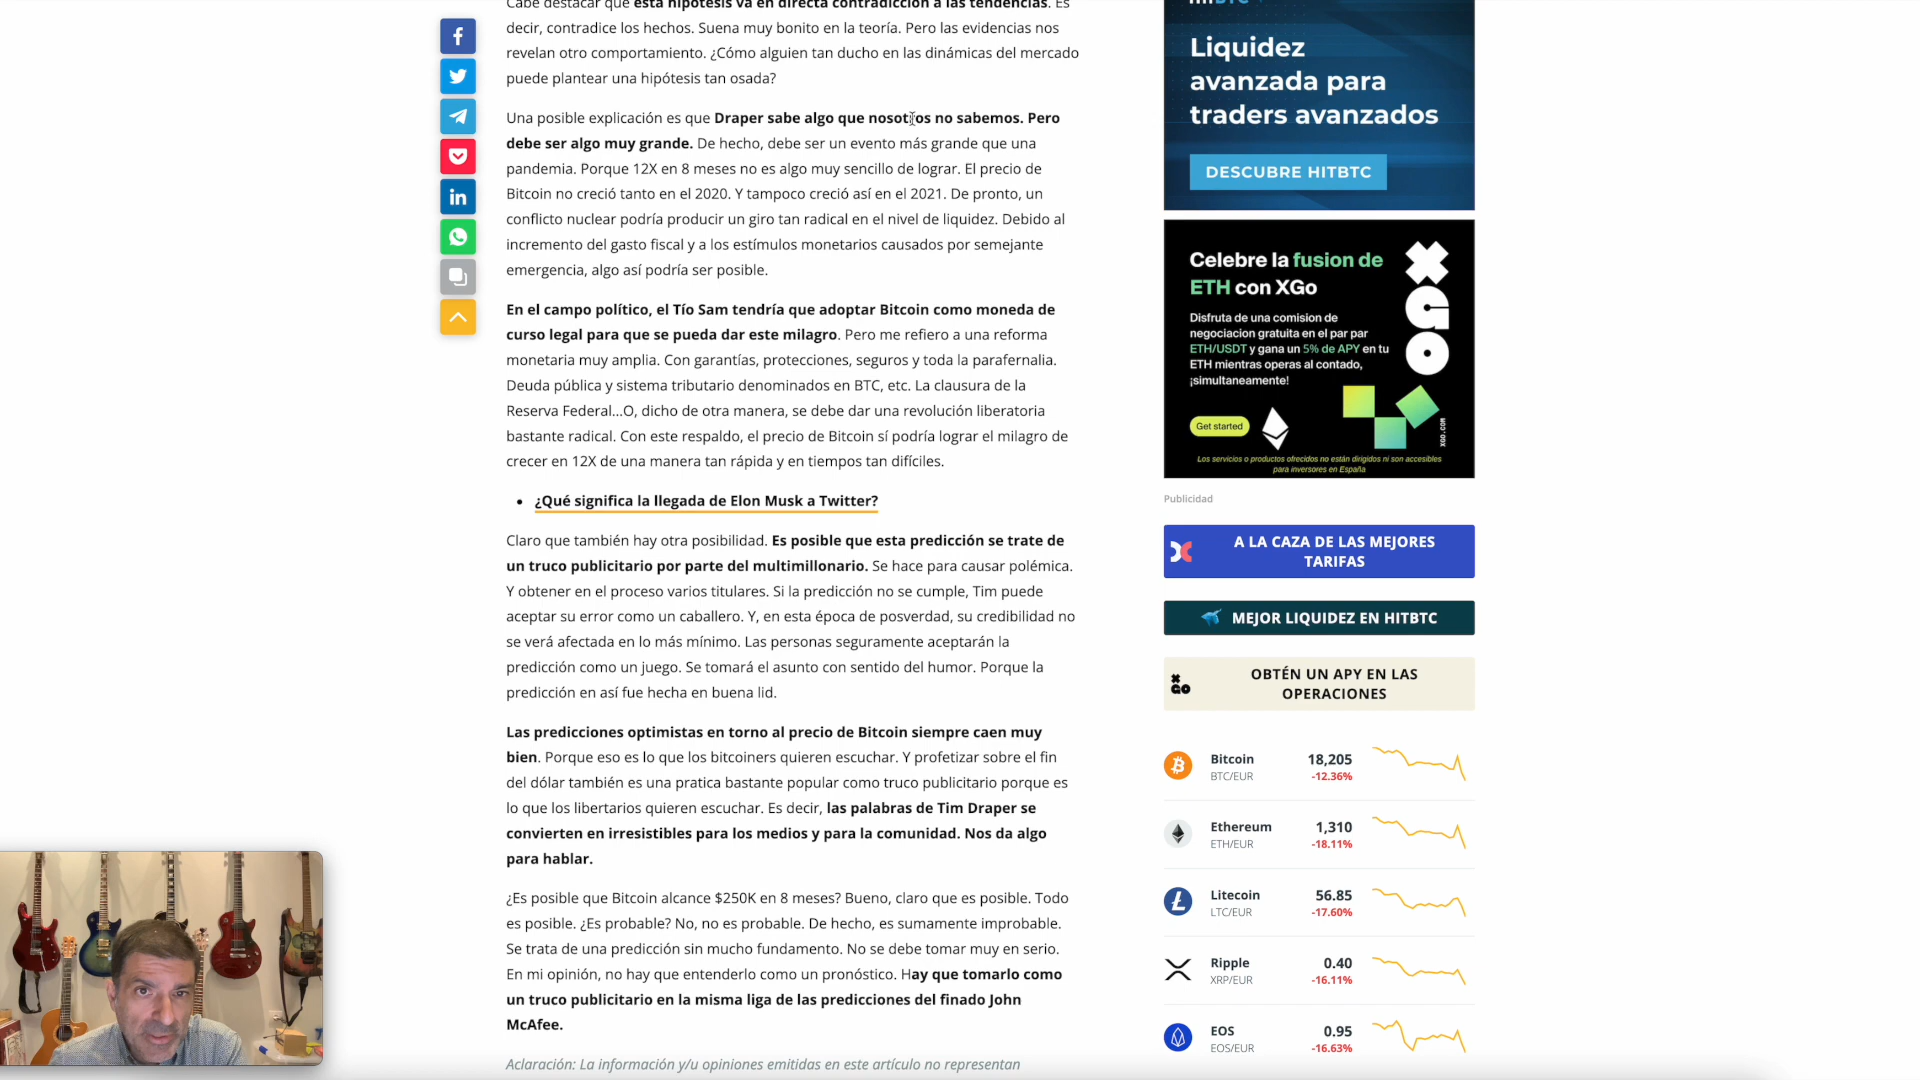 Cabe destacar que esta hipótesis va en directa contradicción a las tendencias. Es
decir, contradice los hechos. Suena muy bonito en la teoría. Pero las evidencias nos
revelan otro comportamiento. ¿Cómo alguien tan ducho en las dinámicas del mercado
puede plantear una hipótesis tan osada?
Una posible explicación es que Draper sabe algo que nosotros no sabemos. Pero
debe ser algo muy grande. De hecho, debe ser un evento más grande que una
pandemia. Porque 12X en 8 meses no es algo muy sencillo de lograr. El precio de
Bitcoin no creció tanto en el 2020. Y tampoco creció así en el 2021. De pronto, un
conflicto nuclear podría producir un giro tan radical en el nivel de liquidez. Debido al
incremento del gasto fiscal y a los estímulos monetarios causados por semejante
emergencia, algo así podría ser posible.
En el campo político, el Tío Sam tendría que adoptar Bitcoin como moneda de
curso legal para que se pueda dar este milagro. Pero me refiero a una reforma
monetaria muy amplia. Con garantías, protecciones, seguros y toda la parafernalia.
Deuda pública y sistema tributario denominados en BTC, etc. La clausura de la
Reserva Federal...O, dicho de otra manera, se debe dar una revolución liberatoria
bastante radical. Con este respaldo, el precio de Bitcoin sí podría lograr el milagro de
crecer en 12X de una manera tan rápida y en tiempos tan difíciles.
• ¿Qué significa la llegada de Elon Musk a Twitter?
Claro que también hay otra posibilidad. Es posible que esta predicción se trate de
un truco publicitario por parte del multimillonario. Se hace para causar polémica.
Y obtener en el proceso varios titulares. Si la predicción no se cumple, Tim puede
aceptar su error como un caballero. Y, en esta época de posverdad, su credibilidad no
se verá afectada en lo más mínimo. Las personas seguramente aceptarán la
predicción como un juego. Se tomará el asunto con sentido del humor. Porque la
predicción en así fue hecha en buena lid.
Las predicciones optimistas en torno al precio de Bitcoin siempre caen muy
bien. Porque eso es lo que los bitcoiners quieren escuchar. Y profetizar sobre el fin
del dólar también es una pratica bastante popular como truco publicitario porque es
lo que los libertarios quieren escuchar. Es decir, las palabras de Tim Draper se
convierten en irresistibles para los medios y para la comunidad. Nos da algo
para hablar.
¿Es posible que Bitcoin alcance $250K en 8 meses? Bueno, claro que es posible. Todo
es posible. ¿Es probable? No, no es probable. De hecho, es sumamente improbable.
Se trata de una predicción sin mucho fundamento. No se debe tomar muy en serio.
En mi opinión, no hay que entenderlo como un pronóstico. Hay que tomarlo como
un truco publicitario en la misma liga de las predicciones del finado John
McAfee.
Aclaración: La información y/u opiniones emitidas en este artículo no representan
HitBTC
Liquidez
avanzada para
traders avanzados
DESCUBRE HITBTC
Celebre la fusion de
ETH con XGo
Disfruta de una comision de
negociacion gratuita en el par par
ETH/USDT y gana un 5% de APY en tu
ETH mientras operas al contado,
¡simultaneamente!
Get started
XGO
XGO.COM
Los servicios o productos ofrecidos no están dirigidos ni son accesibles
para inversores en España
Publicidad
A LA CAZA DE LAS MEJORES
TARIFAS
MEJOR LIQUIDEZ EN HITBTC
XGO
OBTÉN UN APY EN LAS
OPERACIONES
Bitcoin 18,205
BTC/EUR -12.36%
Ethereum 1,310
ETH/EUR -18.11%
Litecoin 56.85
LTC/EUR -17.60%
Ripple 0.40
XRP/EUR -16.11%
EOS 0.95
EOS/EUR -16.63%